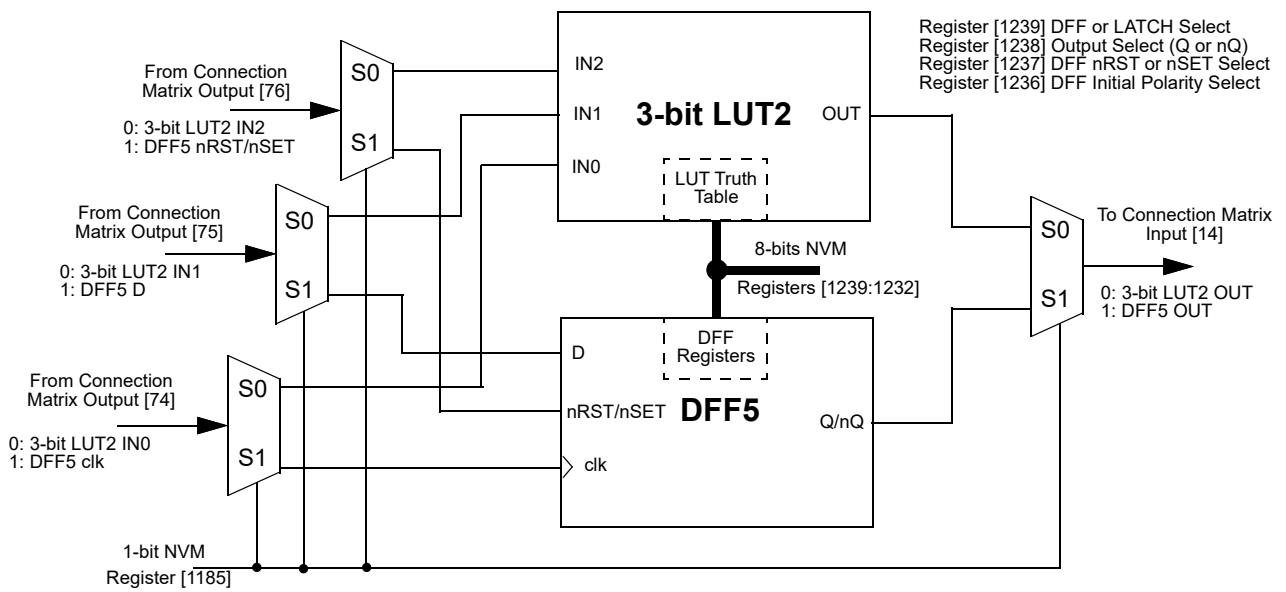 Register [1239] DFF or LATCH Select
Register [1238] Output Select (Q or nQ)
Register [1237] DFF nRST or nSET Select
Register [1236] DFF Initial Polarity Select
From Connection
Matrix Output [76]
0: 3-bit LUT2 IN2
1: DFF5 nRST/nSET
S0
S1
From Connection
Matrix Output [75]
0: 3-bit LUT2 IN1
1: DFF5 D
S0
S1
From Connection
Matrix Output [74]
0: 3-bit LUT2 IN0
1: DFF5 clk
S0
S1
IN2
IN1
IN0
3-bit LUT2
OUT
LUT Truth
Table
8-bits NVM
Registers [1239:1232]
DFF
Registers
D
nRST/nSET
clk
DFF5
Q/nQ
S0
S1
To Connection Matrix
Input [14]
0: 3-bit LUT2 OUT
1: DFF5 OUT
1-bit NVM
Register [1185]